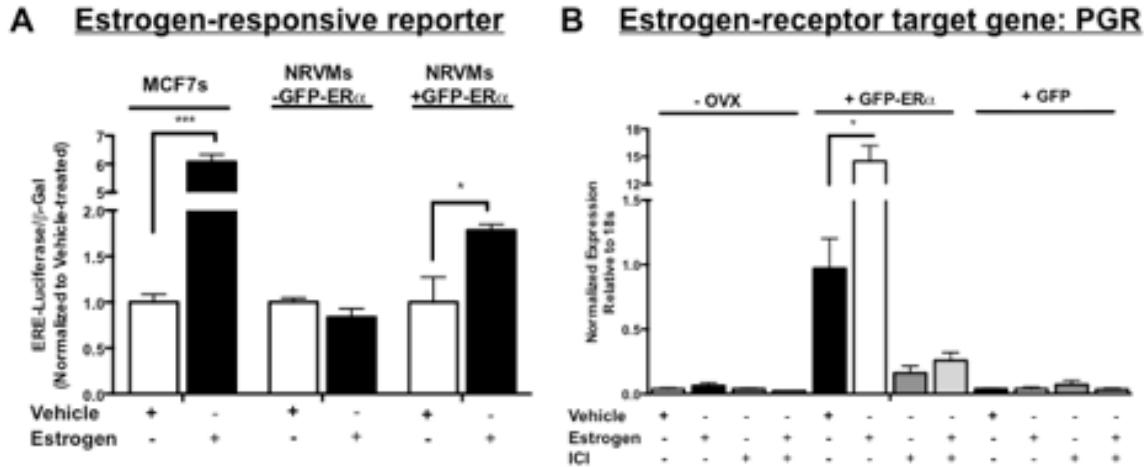 A Estrogen-responsive reporter
MCF7s
NRVMs
-GFP-ERα
NRVMs
+GFP-ERα
***
*
ERE-Luciferase/β-Gal
(Normalized to Vehicle-treated)
7
6
5
2.0
1.5
1.0
0.5
0.0
Vehicle + - + - + -
Estrogen - + - + - +
B Estrogen-receptor target gene: PGR
- OVX
+ GFP-ERα
+ GFP
*
Normalized Expression
Relative to 18s
18
15
12
1.5
1.0
0.5
0.0
Vehicle + - - - + - - - + - - -
Estrogen - + - + - + - + - + - +
ICI - - + + - - + + - - + +